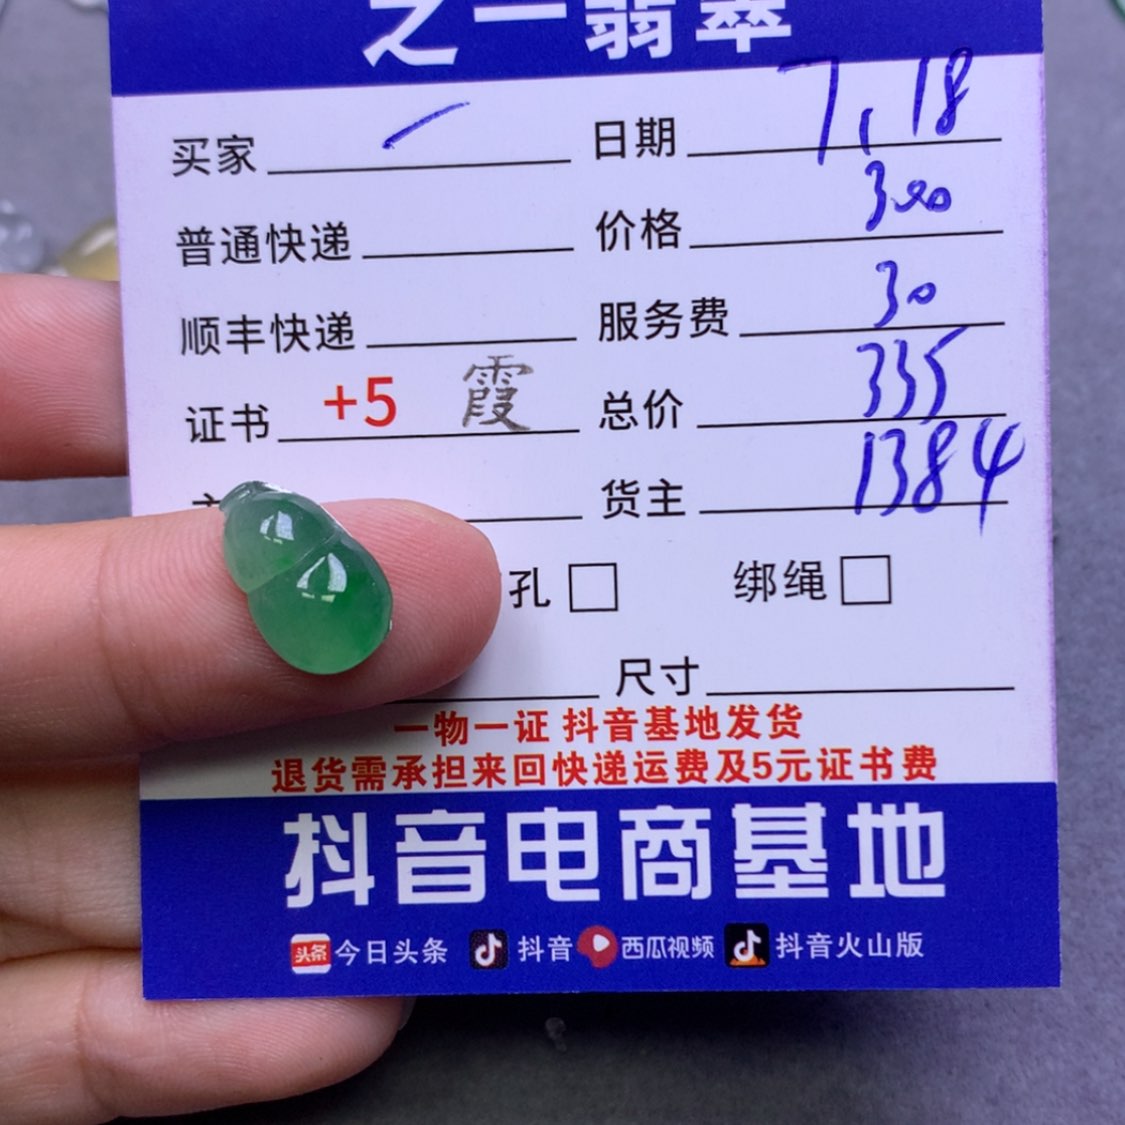 之一翡翠
买家 日期 7,18
普通快递 价格 300
顺丰快递 服务费 30
证书 +5 霞 总价 335
货主 1384
孔 绑绳
尺寸
一物一证 抖音基地发货
退货需承担来回快递运费及5元证书费
抖音电商基地
头条 今日头条 抖音 西瓜视频 抖音火山版